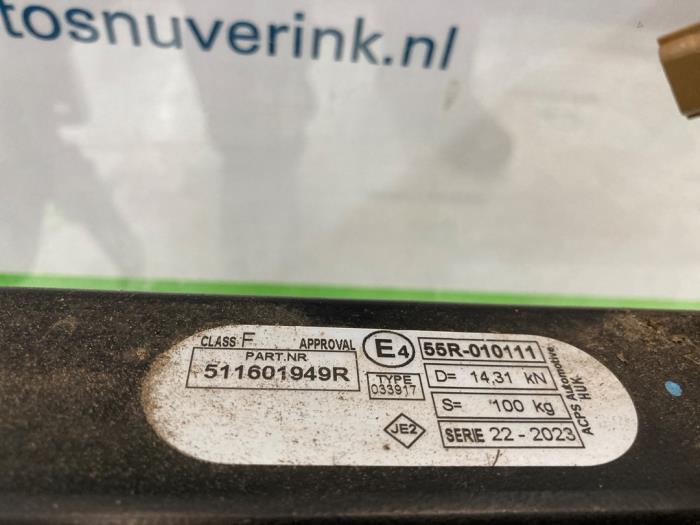 tosnuverink.nl
CLASS F APPROVAL E4 55R-010111
PART.NR
511601949R
TYPE
033917
D= 14,31 kN
S= 100 kg
JE2
SERIE 22 - 2023
ACPS Automotive
HUK